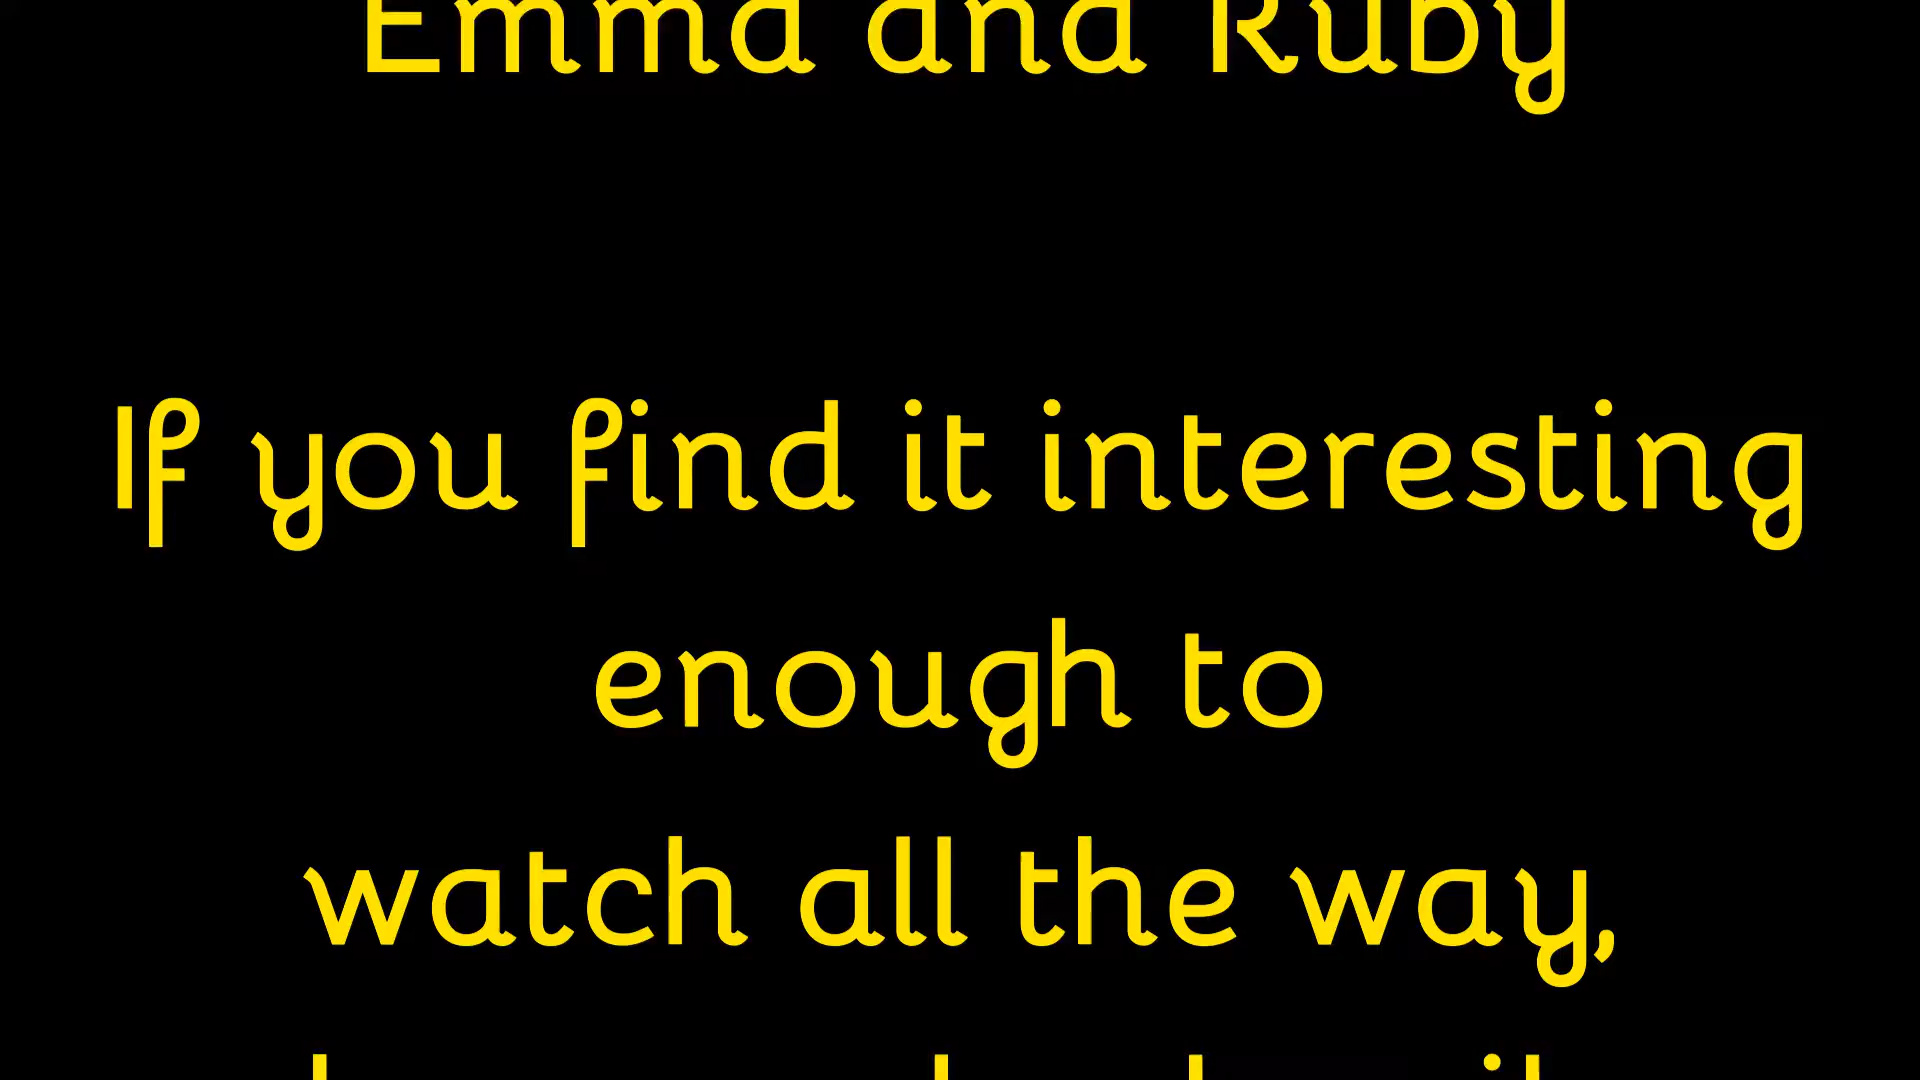 Emma and Ruby
If you find it interesting
enough to
watch all the way,